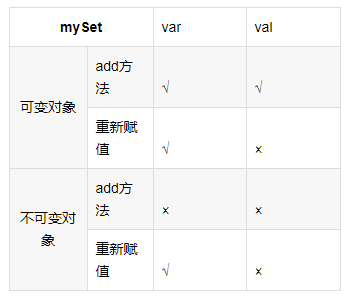 mySet var val
add方
法
√ √
可变对象
重新赋
值
√ ×
add方
法
× ×
不可变对
象
重新赋
值
√ ×